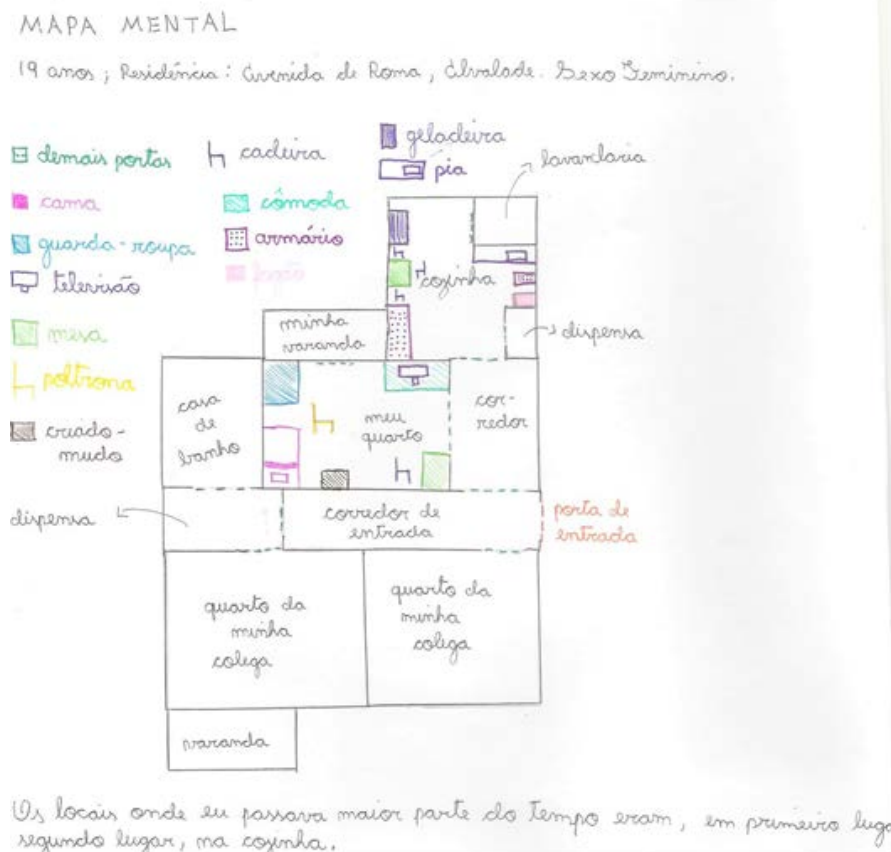 MAPA MENTAL
19 anos ; Residência : Avenida de Roma, Alvalade. Sexo Feminino.
demais portas
cama
guarda-roupa
televisão
mesa
poltrona
criado-
mudo
cadeira
cômoda
armário
fogão
geladeira
pia
lavandaria
cozinha
dispensa
minha
varanda
casa
de
banho
meu
quarto
cor-
redor
dispensa
corredor de
entrada
porta de
entrada
quarto da
minha
colega
quarto da
minha
colega
varanda
Os locais onde eu passava maior parte do tempo eram, em primeiro
segundo lugar, na cozinha.